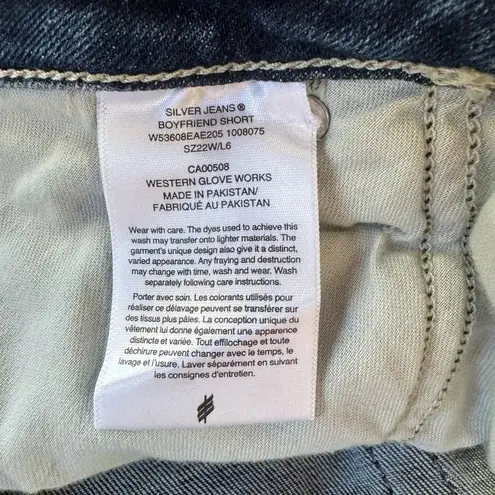 SILVER JEANS®
BOYFRIEND SHORT
W53608EAE205 1008075
SZ22W/L6
CA00508
WESTERN GLOVE WORKS
MADE IN PAKISTAN/
FABRIQUÉ AU PAKISTAN
Wear with care. The dyes used to achieve this
wash may transfer onto lighter materials. The
garment's unique design also give it a distinct,
varied appearance. Any fraying and destruction
may change with time, wash and wear. Wash
separately following care instructions.
Porter avec soin. Les colorants utilisés pour
réaliser ce délavage peuvent se transférer sur
des tissus plus pâles. La conception unique du
vêtement lui donne également une apparence
distincte et variée. Tout effilochage et toute
déchirure peuvent changer avec le temps, le
lavage et l'usure. Laver séparément en suivant
les consignes d'entretien.